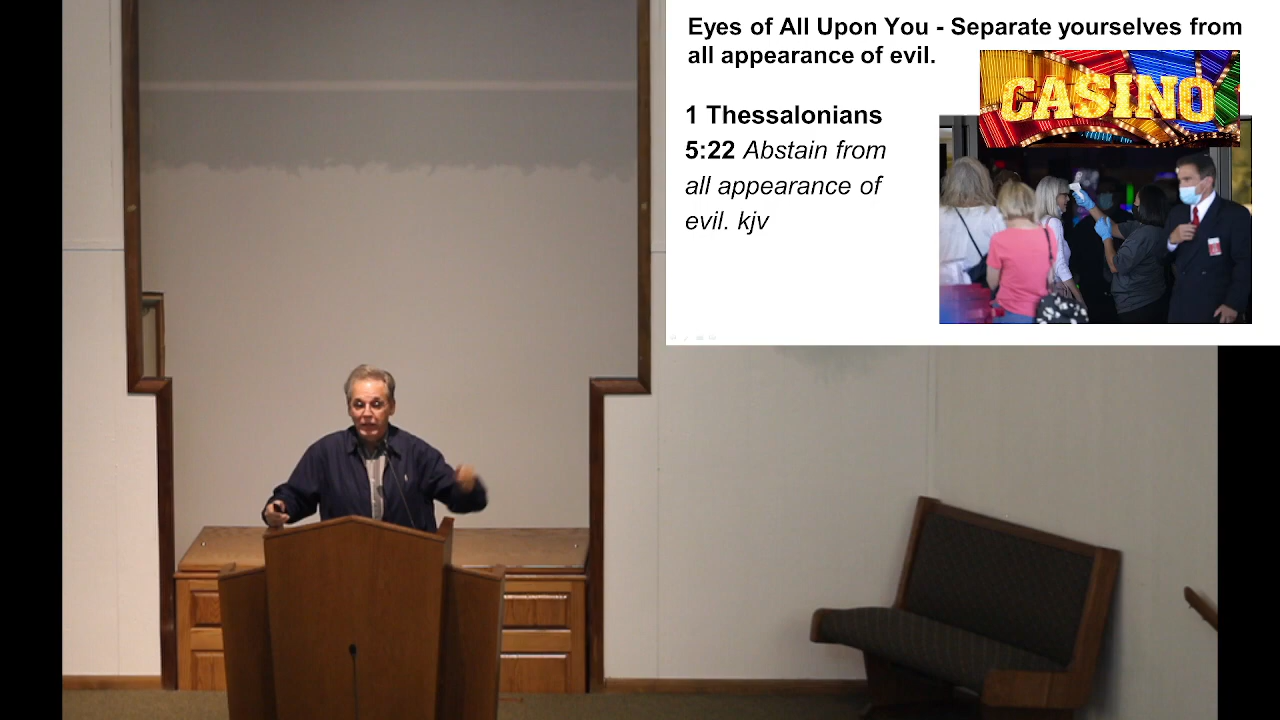 Eyes of All Upon You - Separate yourselves from
all appearance of evil.
CASINO
1 Thessalonians
5:22 Abstain from
all appearance of
evil. kjv